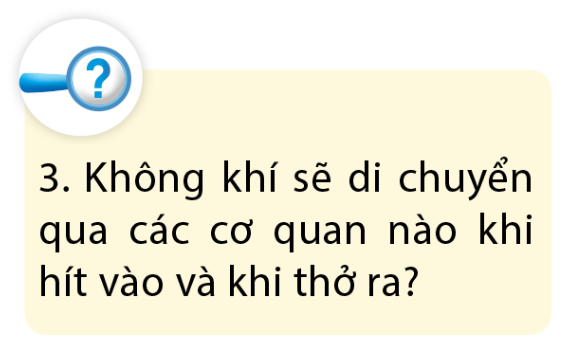 ?
3. Không khí sẽ di chuyển
qua các cơ quan nào khi
hít vào và khi thở ra?